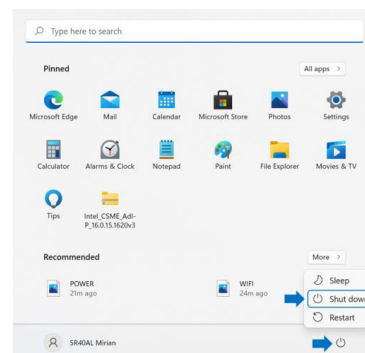 Type here to search
Pinned
All apps >
Microsoft Edge
Mail
Calendar
Microsoft Store
Photos
Settings
Calculator
Alarms & Clock
Notepad
Paint
File Explorer
Movies & TV
Tips
Intel_CSME_Adl-
P_16.0.15.1620v3
Recommended
More >
POWER
21m ago
WIFI
24m ago
Sleep
Shut down
Restart
SR40AL Mirian